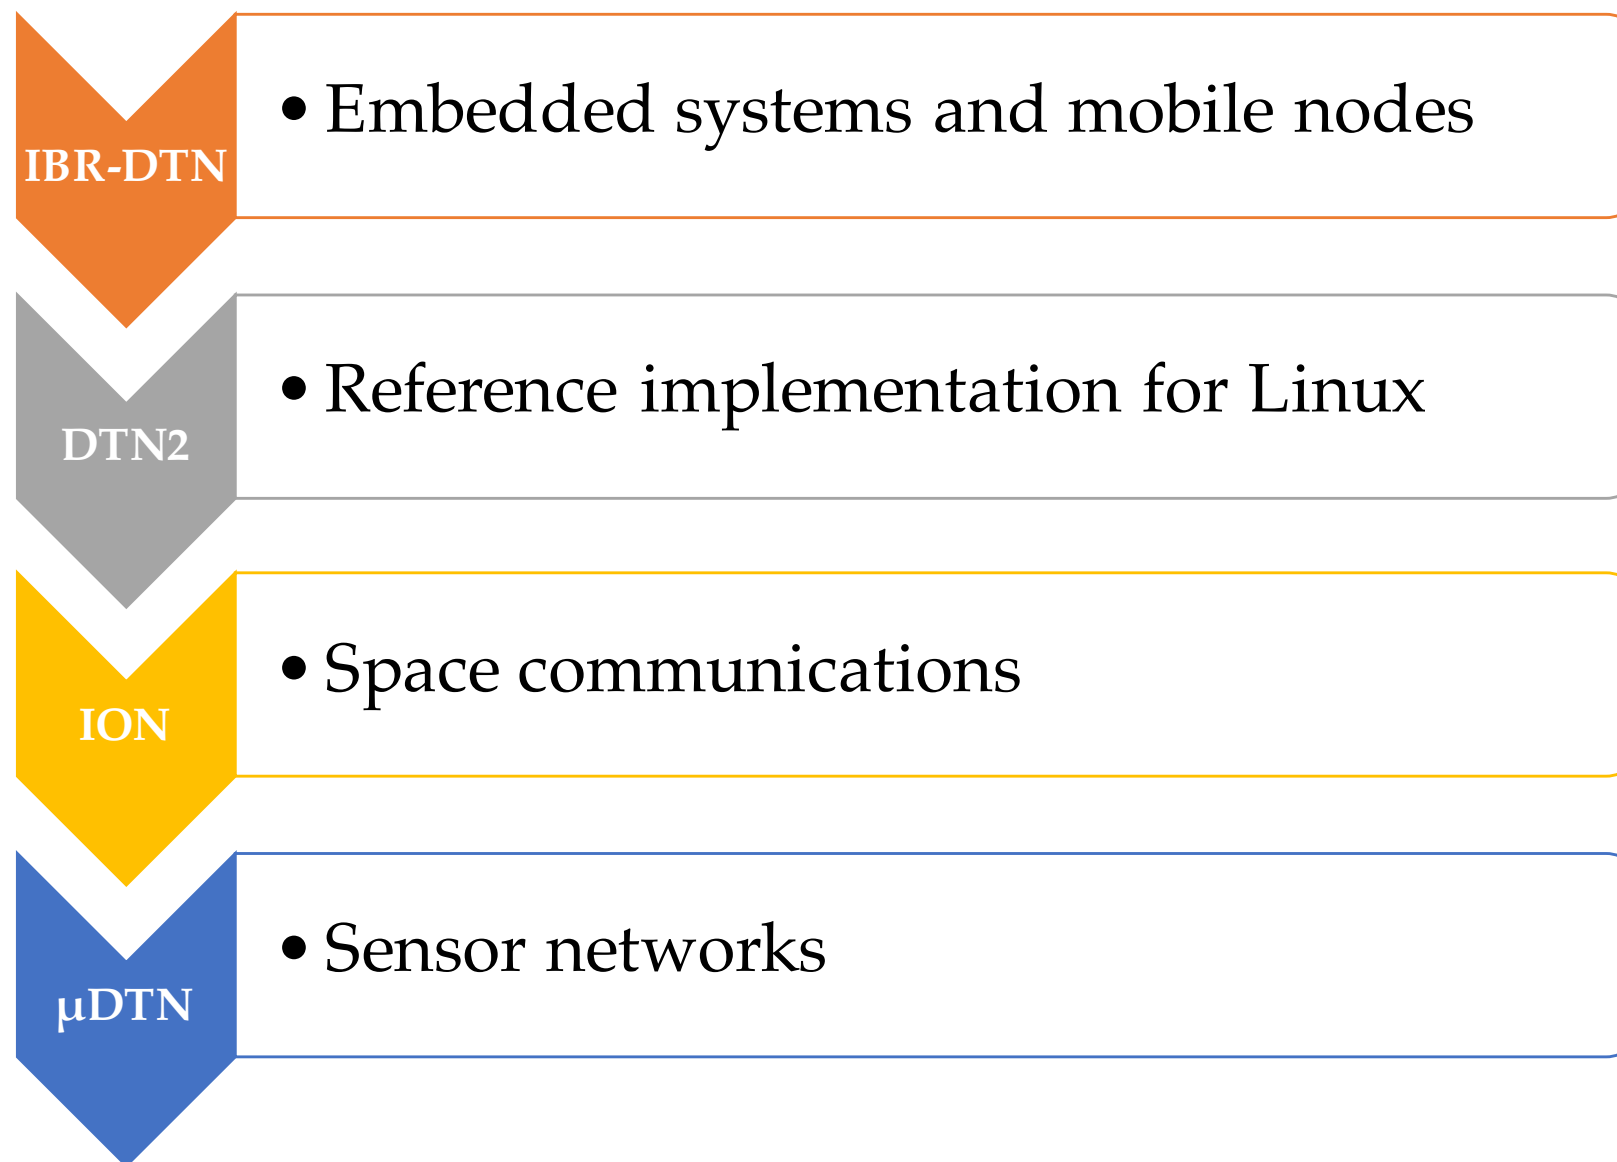 IBR-DTN
• Embedded systems and mobile nodes
DTN2
• Reference implementation for Linux
ION
• Space communications
µDTN
• Sensor networks